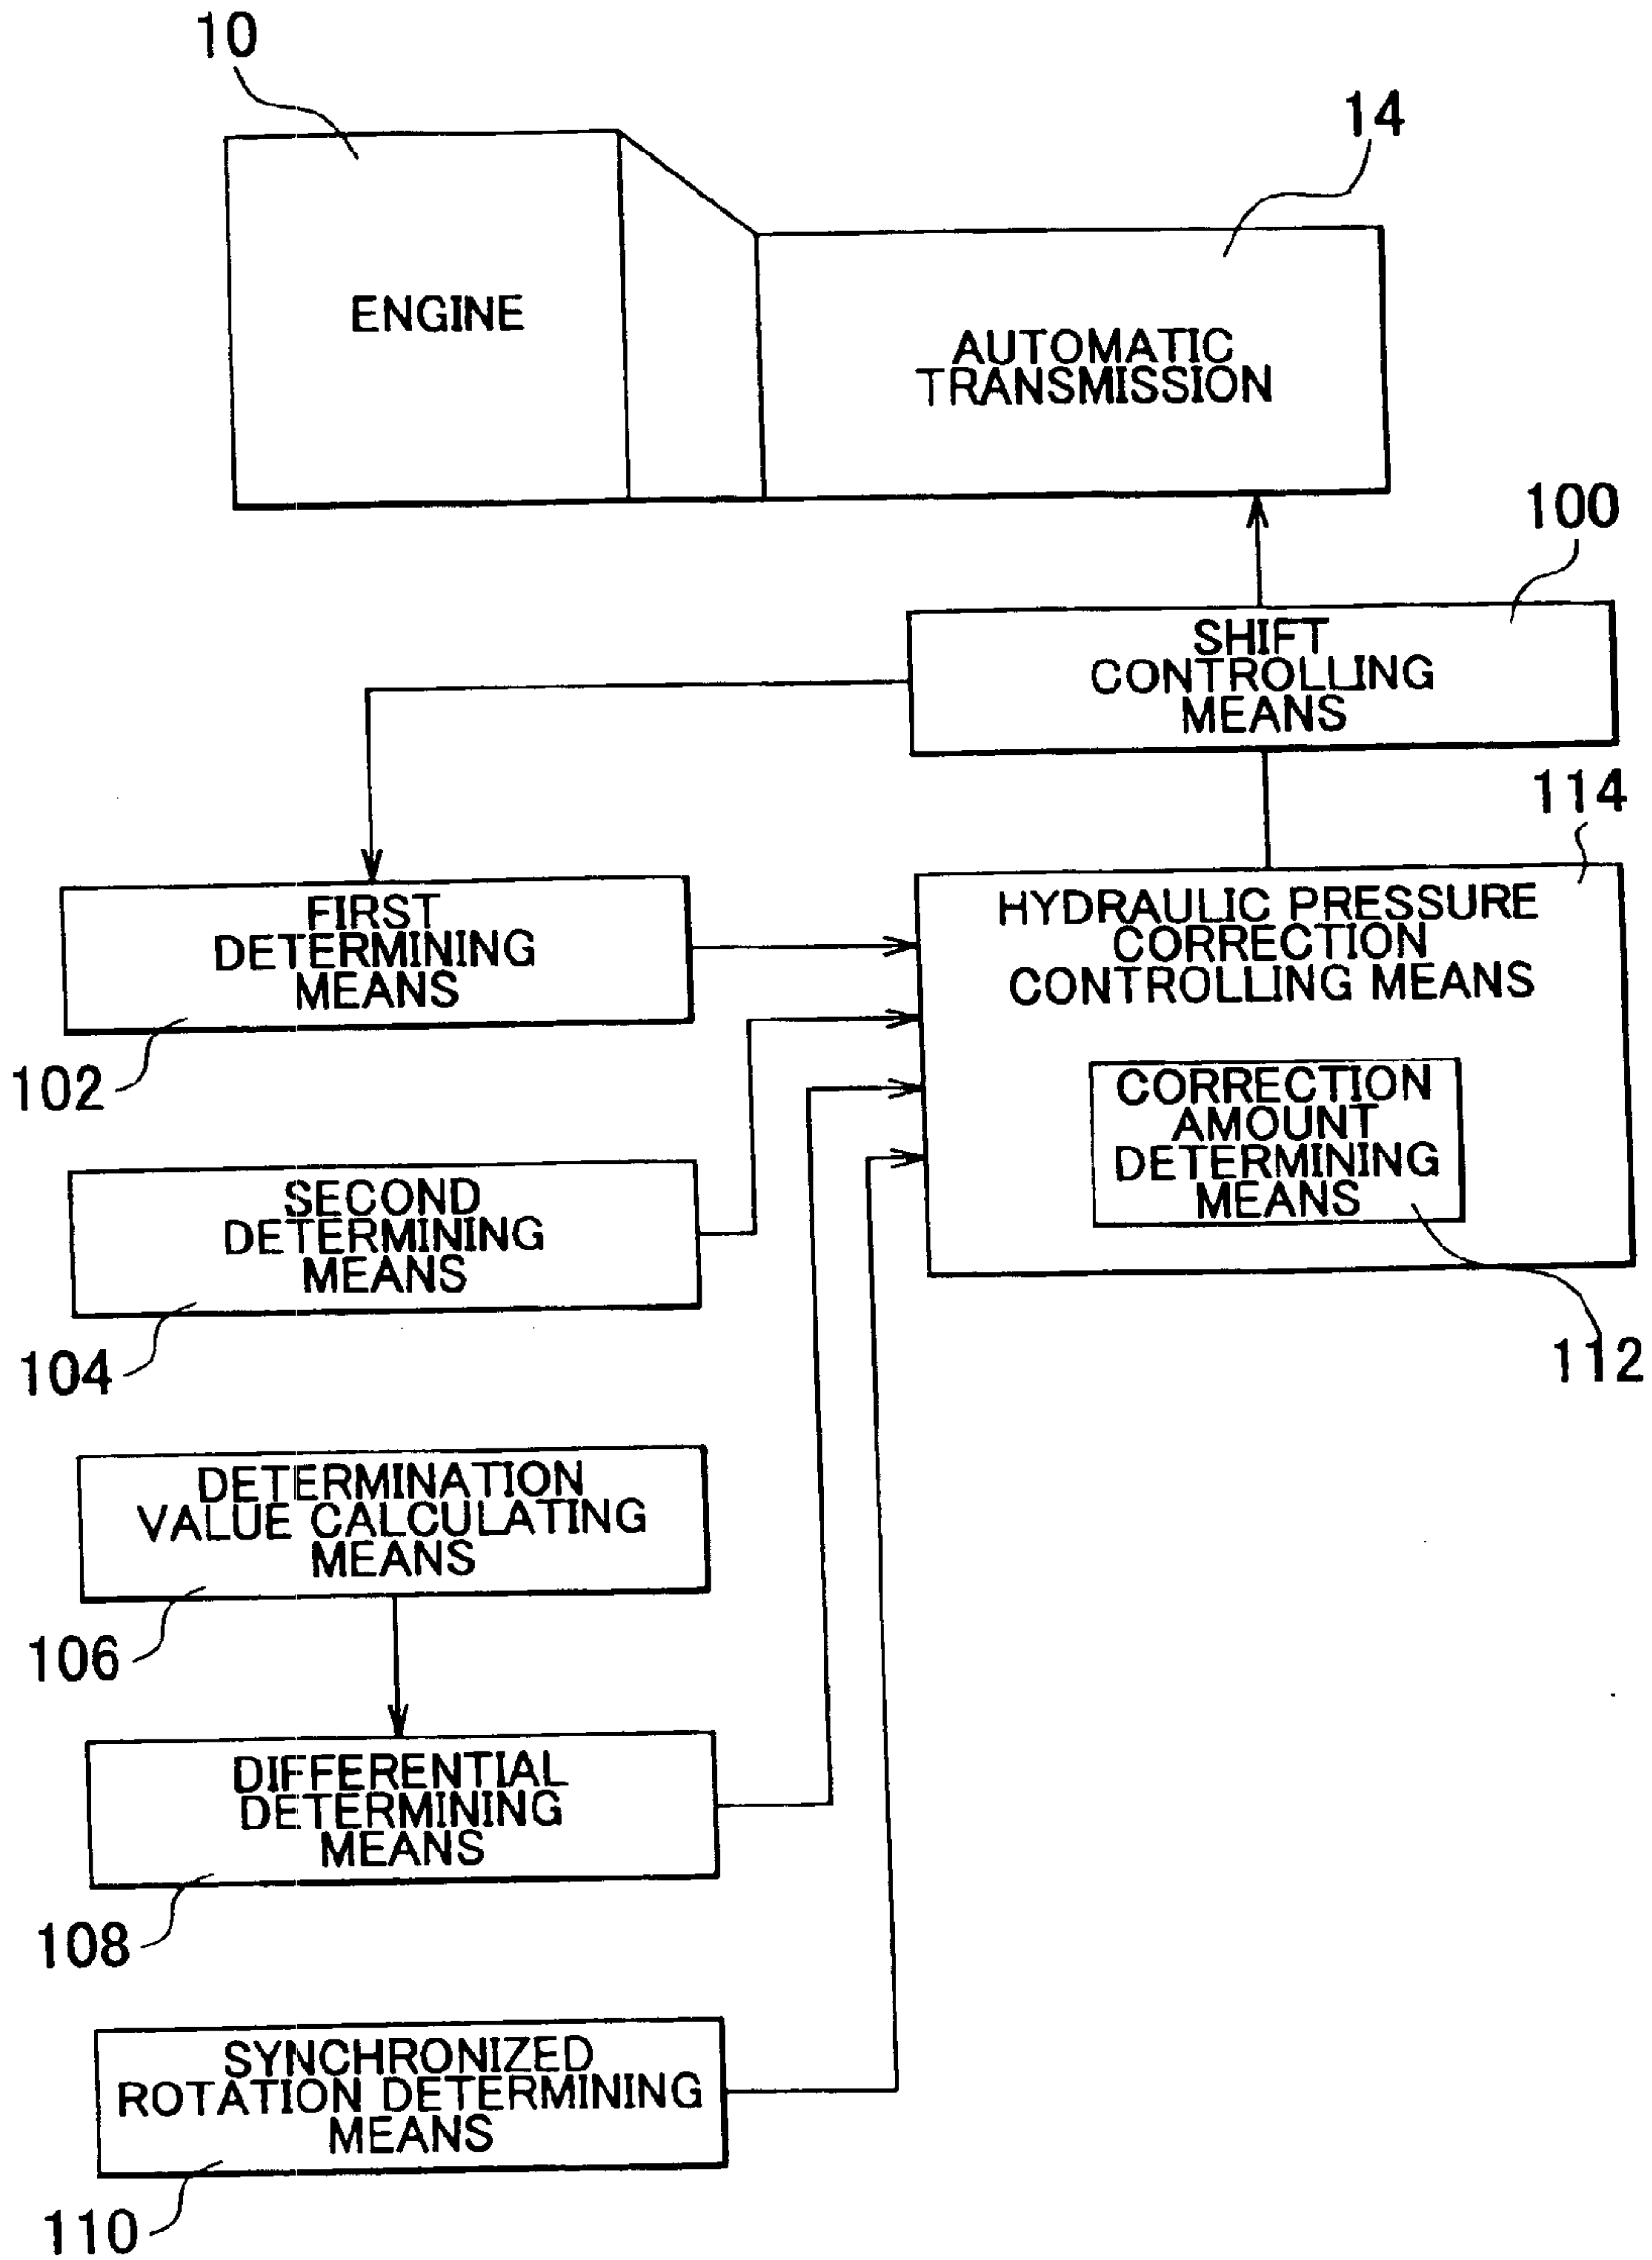 10
14
ENGINE
AUTOMATIC
TRANSMISSION
100
SHIFT
CONTROLLING
MEANS
114
FIRST
DETERMINING
MEANS
102
HYDRAULIC PRESSURE
CORRECTION
CONTROLLING MEANS
CORRECTION
AMOUNT
DETERMINING
MEANS
112
SECOND
DETERMINING
MEANS
104
DETERMINATION
VALUE CALCULATING
MEANS
106
DIFFERENTIAL
DETERMINING
MEANS
108
SYNCHRONIZED
ROTATION DETERMINING
MEANS
110